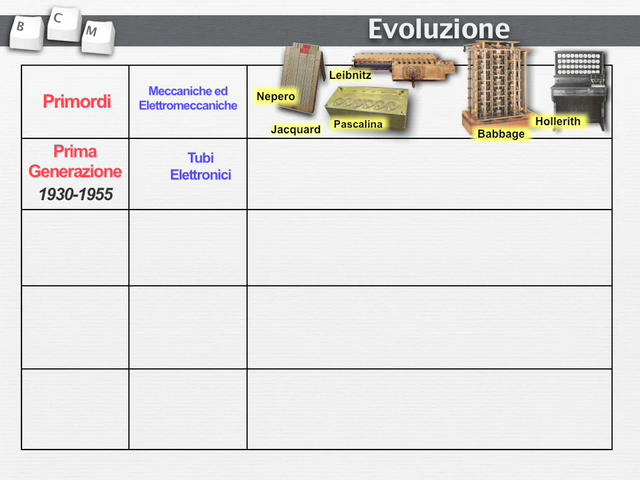 B
C
M
Evoluzione
Primordi
Meccaniche ed
Elettromeccaniche
Nepero
Leibnitz
Jacquard
Pascalina
Babbage
Hollerith
Prima
Generazione
1930-1955
Tubi
Elettronici